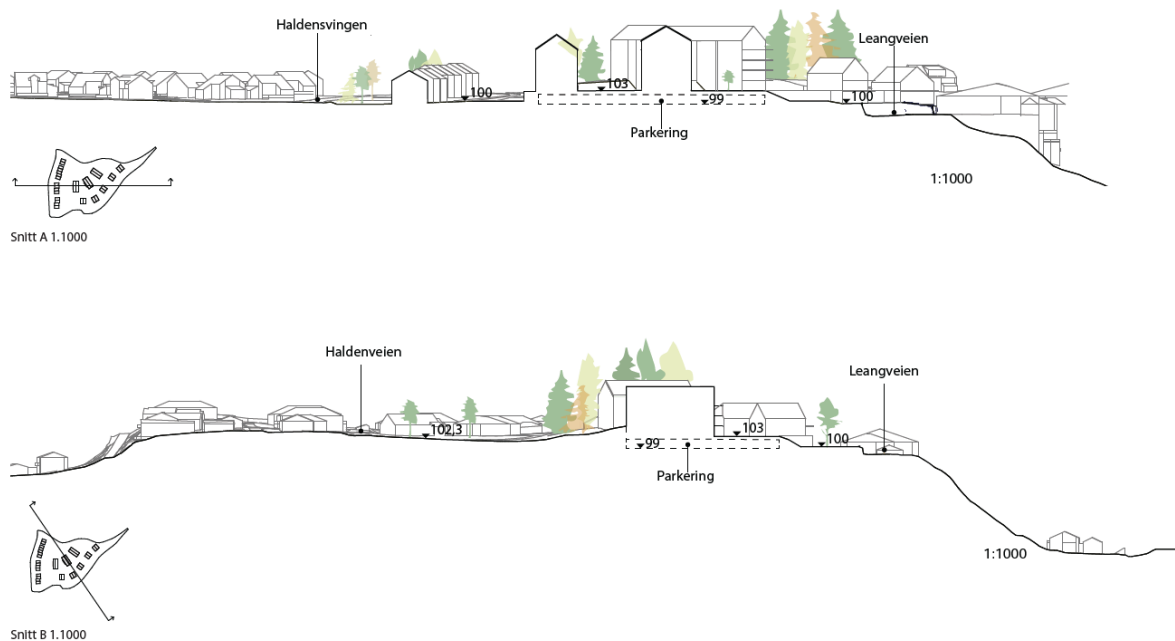 Haldensvingen
Leangveien
103
100
99
100
Parkering
1:1000
Snitt A 1.1000
Haldenveien
Leangveien
102,3
103
99
100
Parkering
1:1000
Snitt B 1.1000